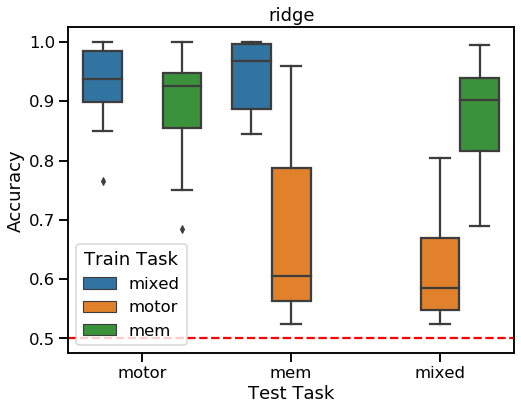 ridge
Accuracy
1.0
0.9
0.8
0.7
0.6
0.5
Train Task
mixed
motor
mem
motor
mem
mixed
Test Task